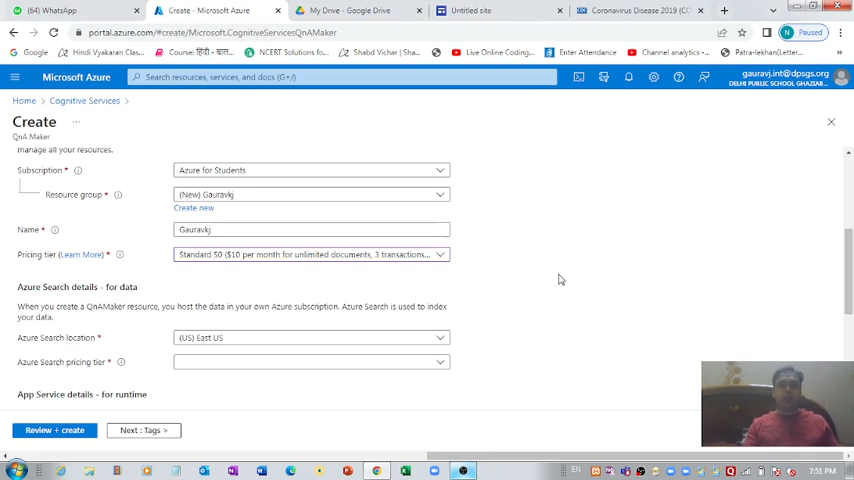 (64) WhatsApp
Create - Microsoft Azure
My Drive - Google Drive
Untitled site
Coronavirus Disease 2019 (CO
portal.azure.com/#create/Microsoft.CognitiveServicesQnAMaker
N
Paused
Google
Hindi Vyakaran Clas...
Course: हिंदी - कक्षा...
NCERT Solutions for...
Shabd Vichar | Sha...
Live Online Coding...
Enter Attendance
Channel analytics -...
Patra-lekhan(Letter...
Microsoft Azure
Search resources, services, and docs (G+/)
gauravj.int@dpsgs.org
DELHI PUBLIC SCHOOL GHAZIAB...
Home > Cognitive Services >
Create ...
QnA Maker
manage all your resources.
Subscription *
Azure for Students
Resource group *
(New) Gauravkj
Create new
Name *
Gauravkj
Pricing tier (Learn More) *
Standard S0 ($10 per month for unlimited documents, 3 transactions...
Azure Search details - for data
When you create a QnAMaker resource, you host the data in your own Azure subscription. Azure Search is used to index
your data.
Azure Search location *
(US) East US
Azure Search pricing tier *
App Service details - for runtime
Review + create
Next : Tags >
EN
7:51 PM